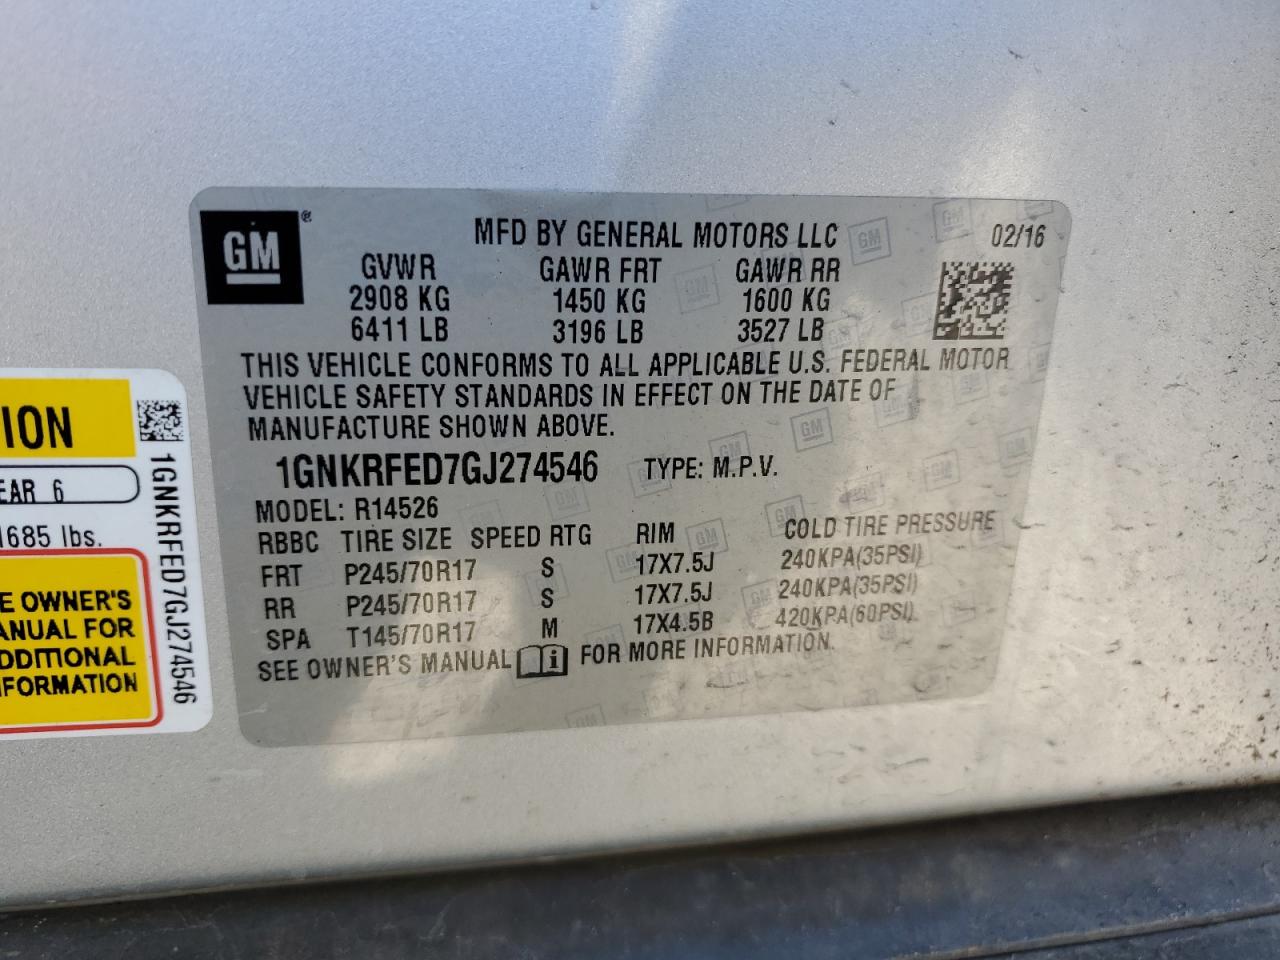 GM ®
MFD BY GENERAL MOTORS LLC 02/16
GVWR GAWR FRT GAWR RR
2908 KG 1450 KG 1600 KG
6411 LB 3196 LB 3527 LB
THIS VEHICLE CONFORMS TO ALL APPLICABLE U.S. FEDERAL MOTOR
VEHICLE SAFETY STANDARDS IN EFFECT ON THE DATE OF
MANUFACTURE SHOWN ABOVE.
1GNKRFED7GJ274546 TYPE: M.P.V.
MODEL: R14526
RBBC TIRE SIZE SPEED RTG RIM COLD TIRE PRESSURE
FRT P245/70R17 S 17X7.5J 240KPA(35PSI)
RR P245/70R17 S 17X7.5J 240KPA(35PSI)
SPA T145/70R17 M 17X4.5B 420KPA(60PSI)
SEE OWNER'S MANUAL i FOR MORE INFORMATION.
ION
EAR 6
1685 lbs.
E OWNER'S
ANUAL FOR
DDITIONAL
FORMATION
1GNKRFED7GJ274546